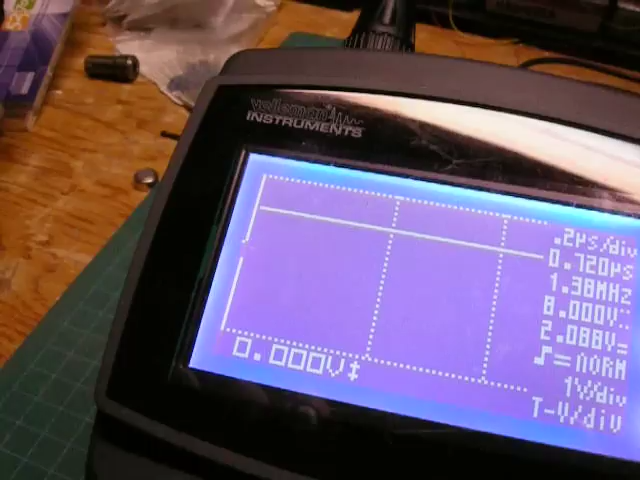 velleman
INSTRUMENTS
.2µs/div
0.720µs
1.38MHz
8.000V¨
2.088V=
=NORM
1V/div
0.000V‡
T-V/div